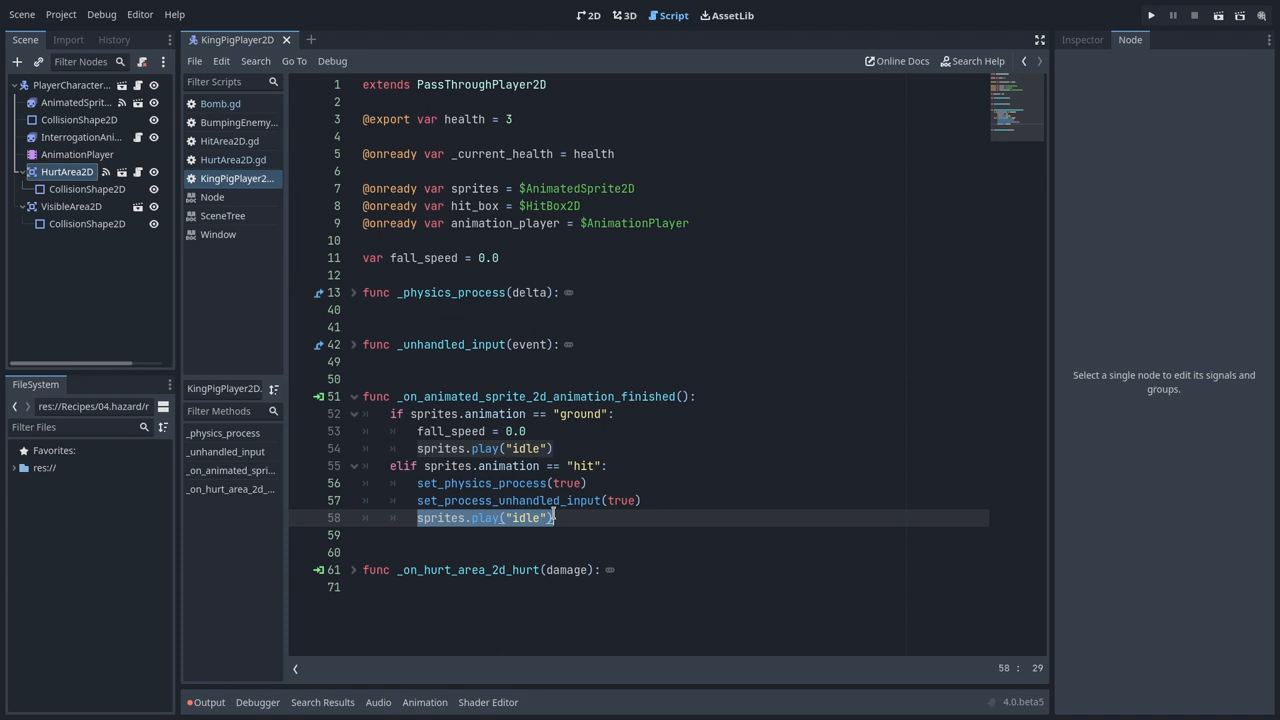 Scene Project Debug Editor Help
2D 3D Script AssetLib
Scene Import History
Filter Nodes
PlayerCharacter...
AnimatedSprit...
CollisionShape2D
InterrogationAni...
AnimationPlayer
HurtArea2D
CollisionShape2D
VisibleArea2D
CollisionShape2D
FileSystem
res://Recipes/04.hazard/r
Filter Files
Favorites:
res://
KingPigPlayer2D
File Edit Search Go To Debug
Online Docs Search Help
Filter Scripts
Bomb.gd
BumpingEnemy...
HitArea2D.gd
HurtArea2D.gd
KingPigPlayer2...
Node
SceneTree
Window
KingPigPlayer2D.
Filter Methods
_physics_process
_unhandled_input
_on_animated_spri...
_on_hurt_area_2d_...
1 extends PassThroughPlayer2D
2
3 @export var health = 3
4
5 @onready var _current_health = health
6
7 @onready var sprites = $AnimatedSprite2D
8 @onready var hit_box = $HitBox2D
9 @onready var animation_player = $AnimationPlayer
10
11 var fall_speed = 0.0
12
13 func _physics_process(delta):
40
41
42 func _unhandled_input(event):
49
50
51 func _on_animated_sprite_2d_animation_finished():
52 if sprites.animation == "ground":
53 fall_speed = 0.0
54 sprites.play("idle")
55 elif sprites.animation == "hit":
56 set_physics_process(true)
57 set_process_unhandled_input(true)
58 sprites.play("idle")
59
60
61 func _on_hurt_area_2d_hurt(damage):
71
58 : 29
Output Debugger Search Results Audio Animation Shader Editor
4.0.beta5
Inspector Node
Select a single node to edit its signals and
groups.